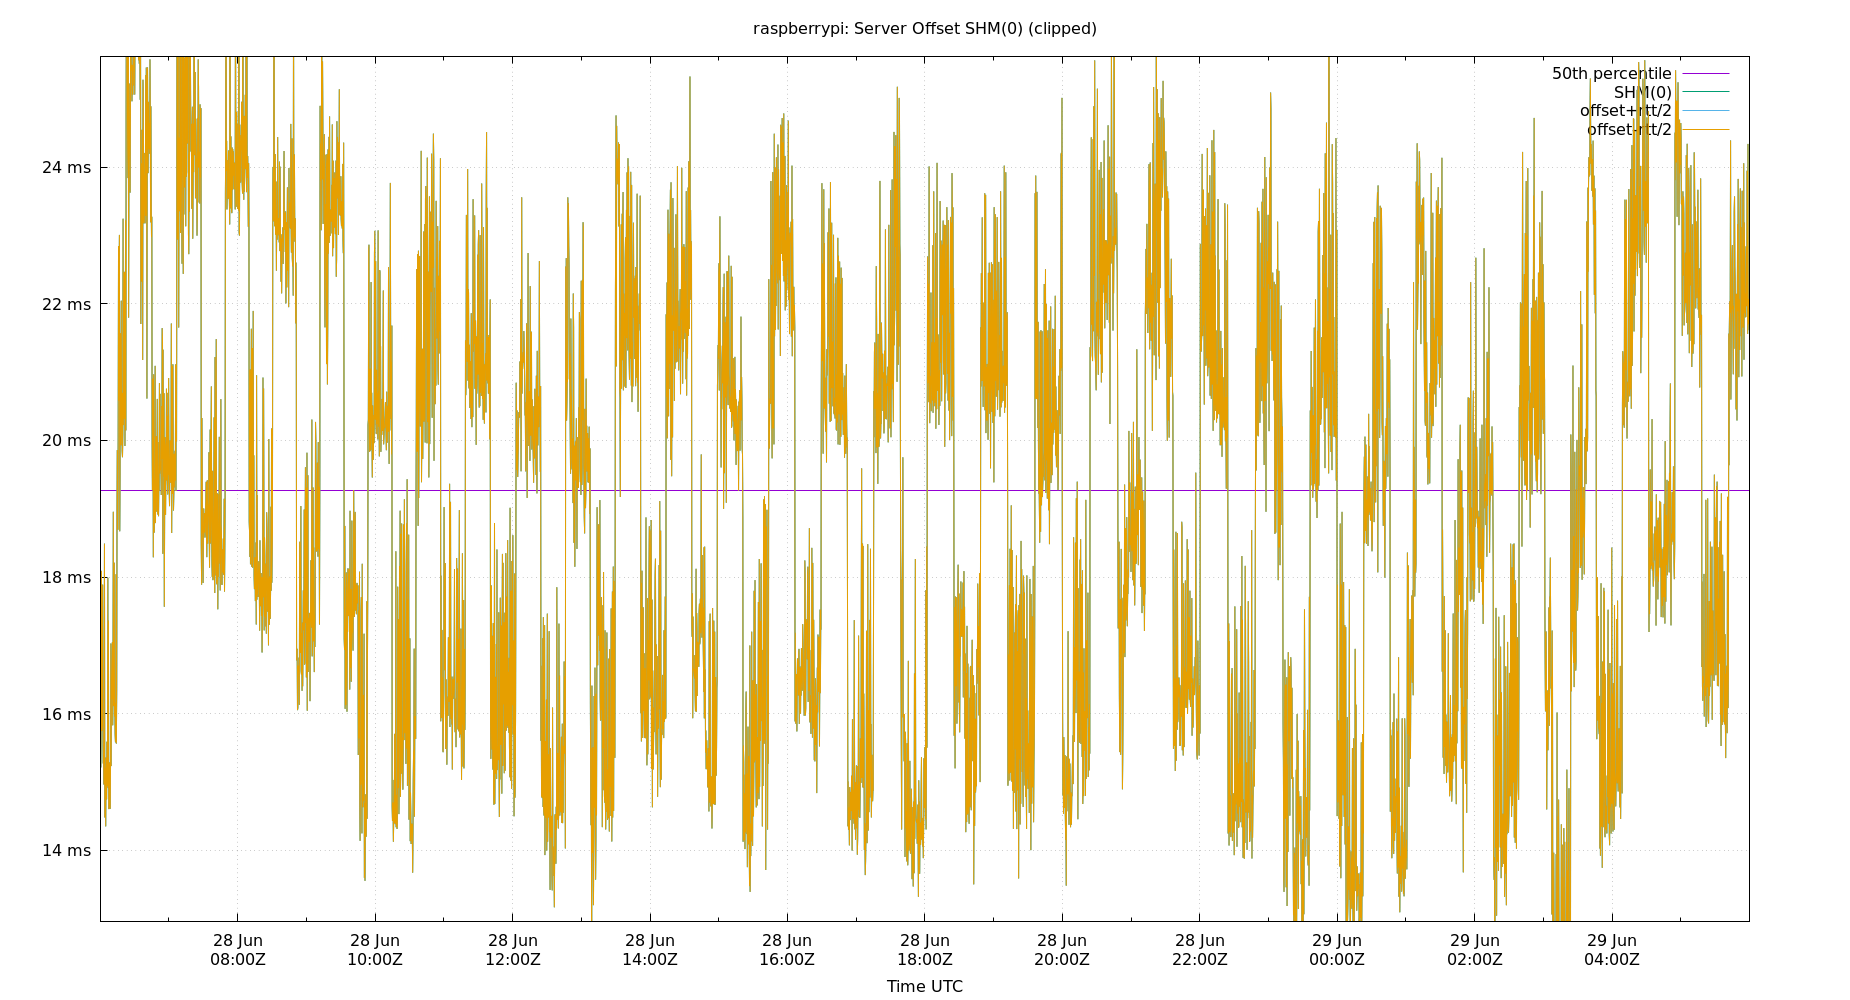 raspberrypi: Server Offset SHM(0) (clipped)
50th percentile
SHM(0)
offset+rtt/2
offset-rtt/2
24 ms
22 ms
20 ms
18 ms
16 ms
14 ms
28 Jun 28 Jun 28 Jun 28 Jun 28 Jun 28 Jun 28 Jun 28 Jun 29 Jun 29 Jun 29 Jun
08:00Z 10:00Z 12:00Z 14:00Z 16:00Z 18:00Z 20:00Z 22:00Z 00:00Z 02:00Z 04:00Z
Time UTC